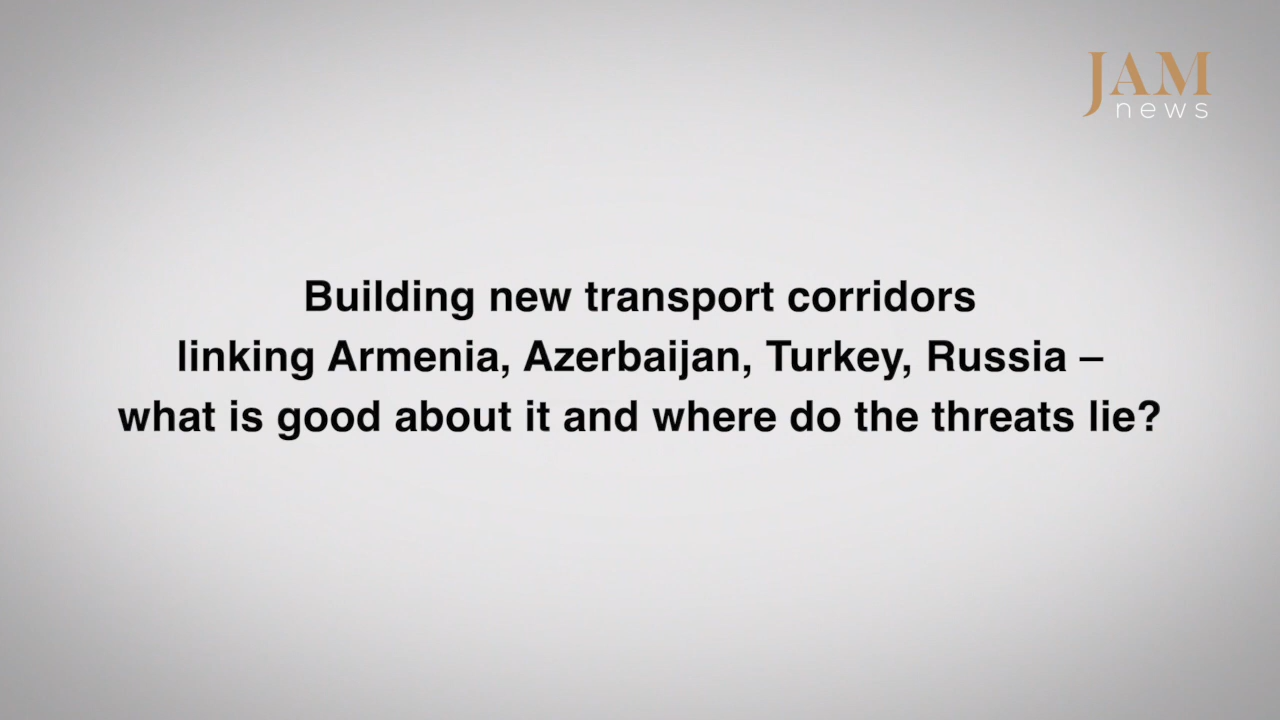 JAM
news
Building new transport corridors
linking Armenia, Azerbaijan, Turkey, Russia –
what is good about it and where do the threats lie?